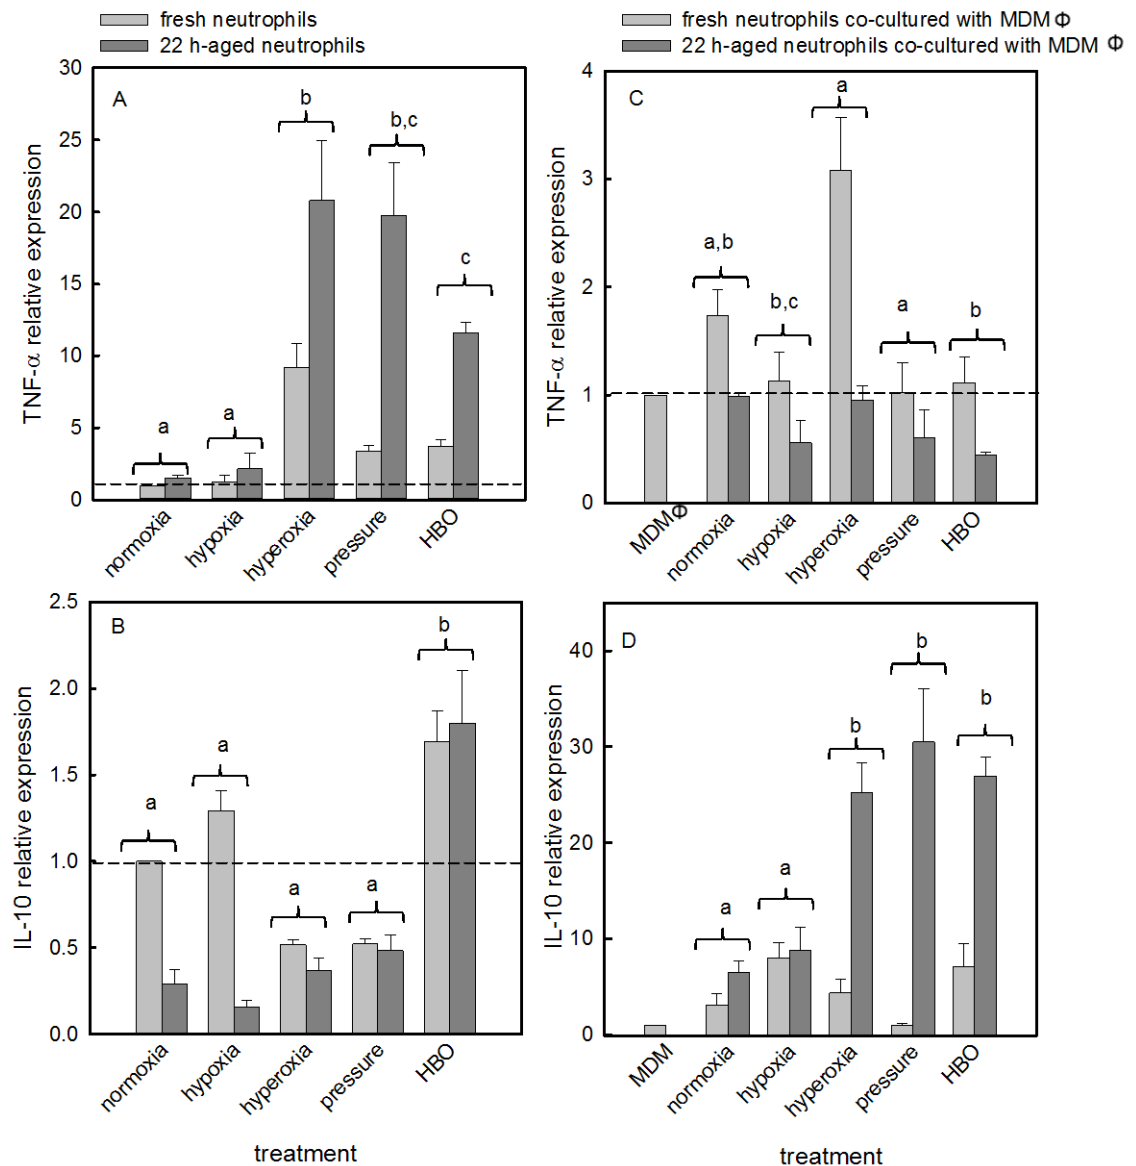 fresh neutrophils
22 h-aged neutrophils
fresh neutrophils co-cultured with MDMΦ
22 h-aged neutrophils co-cultured with MDM Φ
A
TNF-α relative expression
30
25
20
15
10
5
0
a
a
b
b,c
c
normoxia
hypoxia
hyperoxia
pressure
HBO
C
TNF-α relative expression
4
3
2
1
0
a,b
b,c
a
a
b
MDMΦ
normoxia
hypoxia
hyperoxia
pressure
HBO
B
IL-10 relative expression
2.5
2.0
1.5
1.0
0.5
0.0
a
a
a
a
b
normoxia
hypoxia
hyperoxia
pressure
HBO
treatment
D
IL-10 relative expression
40
30
20
10
0
a
a
b
b
b
MDM
normoxia
hypoxia
hyperoxia
pressure
HBO
treatment